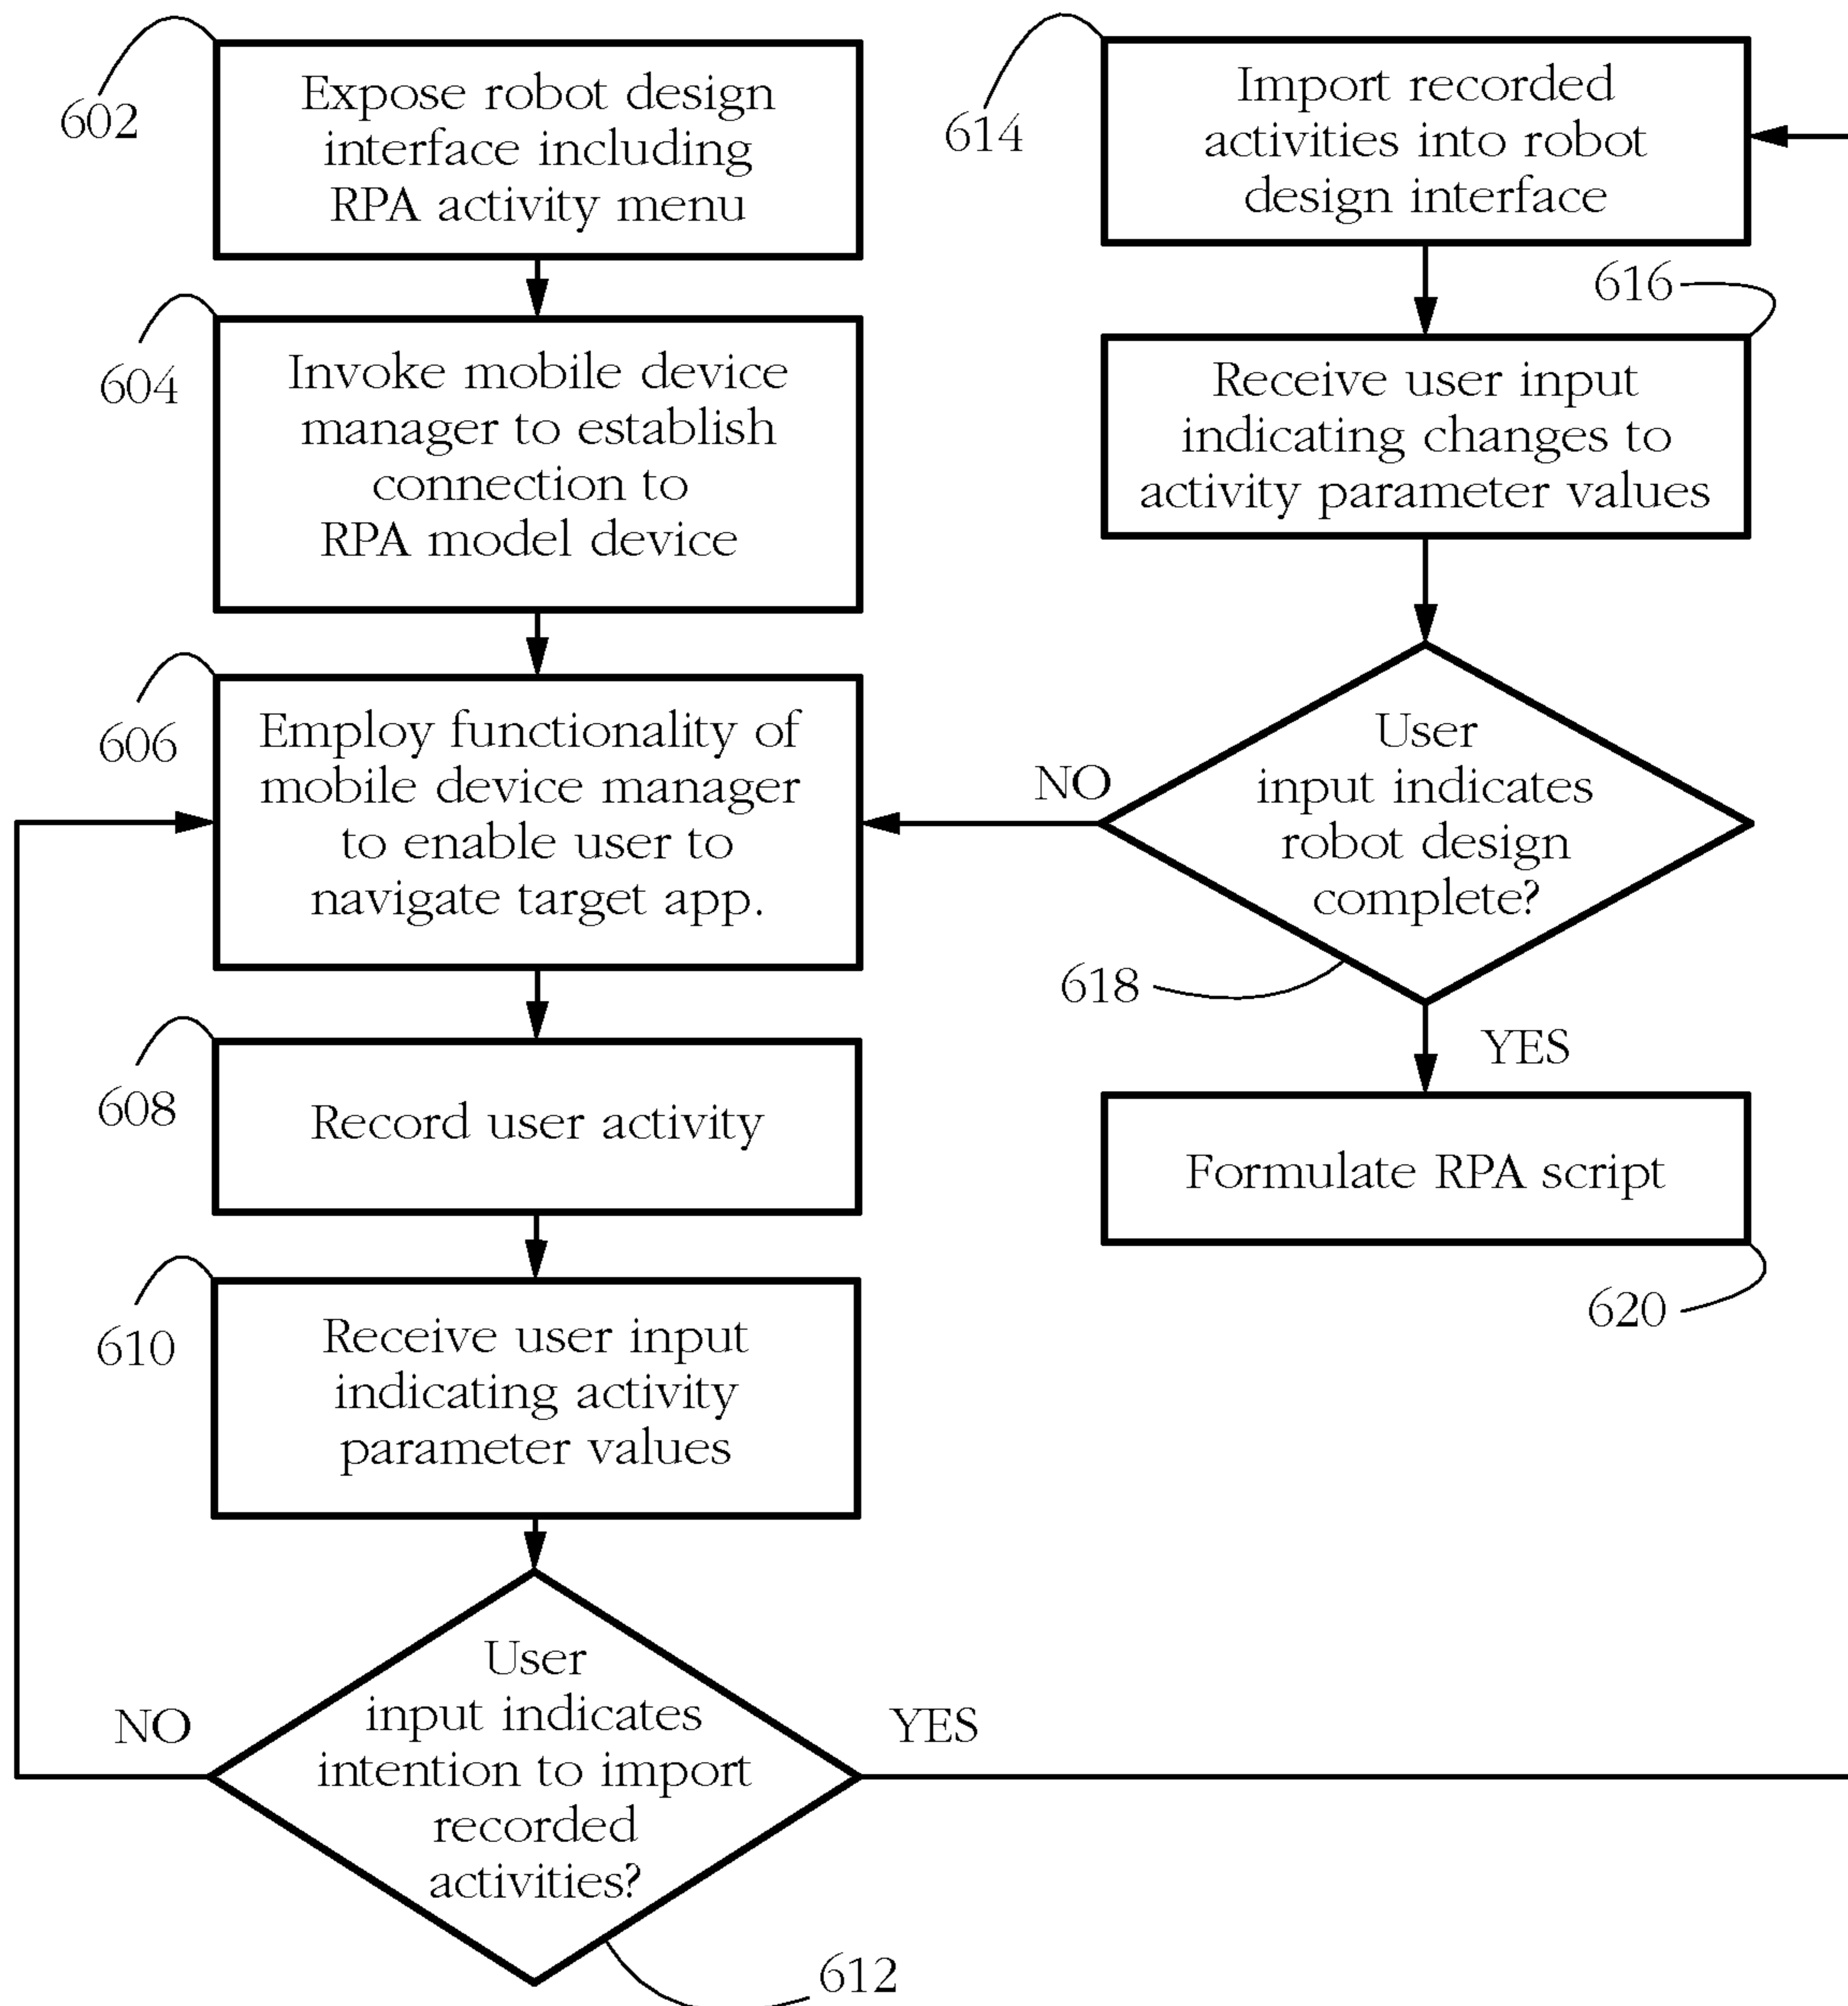 602
Expose robot design
interface including
RPA activity menu
604
Invoke mobile device
manager to establish
connection to
RPA model device
606
Employ functionality of
mobile device manager
to enable user to
navigate target app.
608
Record user activity
610
Receive user input
indicating activity
parameter values
User
input indicates
intention to import
recorded
activities?
NO
YES
612
614
Import recorded
activities into robot
design interface
616
Receive user input
indicating changes to
activity parameter values
User
input indicates
robot design
complete?
NO
618
YES
Formulate RPA script
620